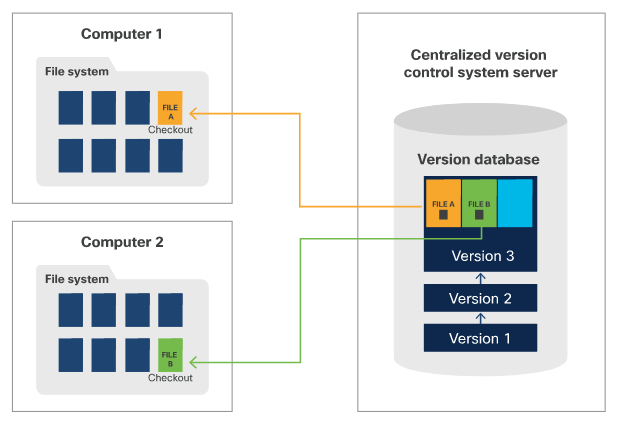 Computer 1
File system
FILE
A
Checkout
Computer 2
File system
FILE
B
Checkout
Centralized version
control system server
Version database
FILE A
FILE B
Version 3
Version 2
Version 1